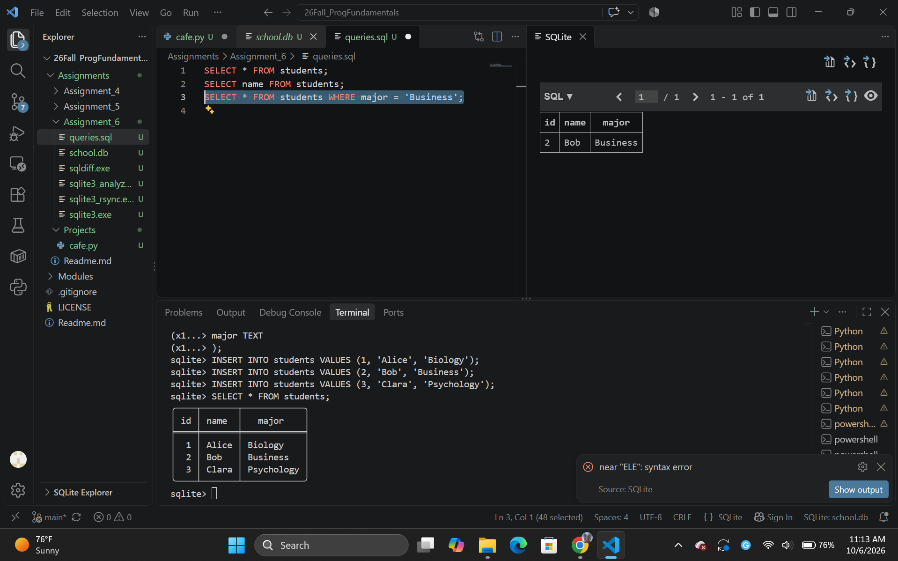 File Edit Selection View Go Run ··· 26Fall_ProgFundamentals
Explorer ···
26Fall_ProgFundament...
Assignments
Assignment_4
Assignment_5
Assignment_6
queries.sql U
school.db U
sqldiff.exe U
sqlite3_analyz... U
sqlite3_rsync.e... U
sqlite3.exe U
Projects
cafe.py U
Readme.md
Modules
.gitignore
LICENSE
Readme.md
SQLite Explorer
2
7
cafe.py U
school.db U
queries.sql U
···
Assignments > Assignment_6 > queries.sql
1 SELECT * FROM students;
2 SELECT name FROM students;
3 SELECT * FROM students WHERE major = 'Business';
4
SQLite
···
SQL ▼ 1 / 1 1 - 1 of 1
id name major
2 Bob Business
Problems Output Debug Console Terminal Ports
(x1...> major TEXT
(x1...> );
sqlite> INSERT INTO students VALUES (1, 'Alice', 'Biology');
sqlite> INSERT INTO students VALUES (2, 'Bob', 'Business');
sqlite> INSERT INTO students VALUES (3, 'Clara', 'Psychology');
sqlite> SELECT * FROM students;
id name major
1 Alice Biology
2 Bob Business
3 Clara Psychology
sqlite>
Python
Python
Python
Python
Python
Python
powersh...
powershell
near "ELE": syntax error
Source: SQLite
Show output
main* 0 0 Ln 3, Col 1 (48 selected) Spaces: 4 UTF-8 CRLF { } SQLite Sign In SQLite: school.db
76°F
Sunny
Search
76%
11:13 AM
10/6/2026